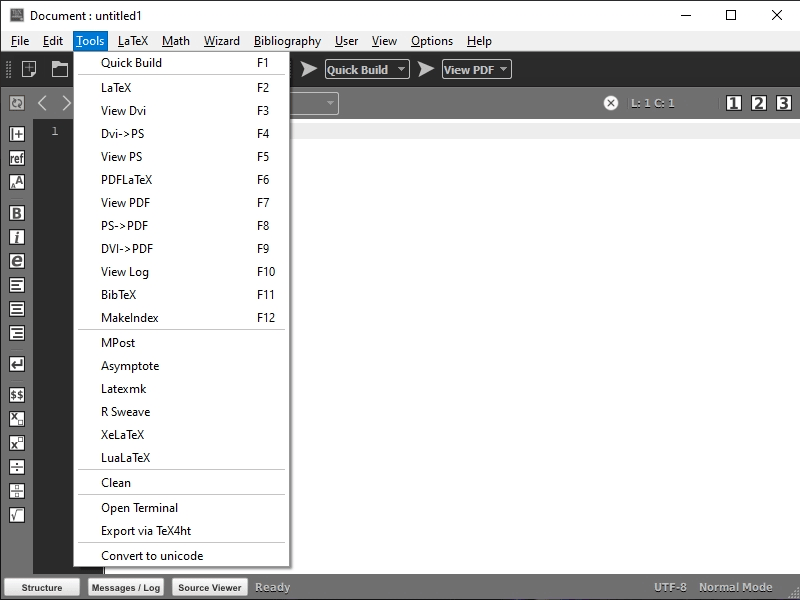 Document : untitled1
File Edit Tools LaTeX Math Wizard Bibliography User View Options Help
Quick Build View PDF
L: 1 C: 1 1 2 3
1
Quick Build F1
LaTeX F2
View Dvi F3
Dvi->PS F4
View PS F5
PDFLaTeX F6
View PDF F7
PS->PDF F8
DVI->PDF F9
View Log F10
BibTeX F11
MakeIndex F12
MPost
Asymptote
Latexmk
R Sweave
XeLaTeX
LuaLaTeX
Clean
Open Terminal
Export via TeX4ht
Convert to unicode
ref
B
i
e
$$
Structure Messages / Log Source Viewer Ready UTF-8 Normal Mode